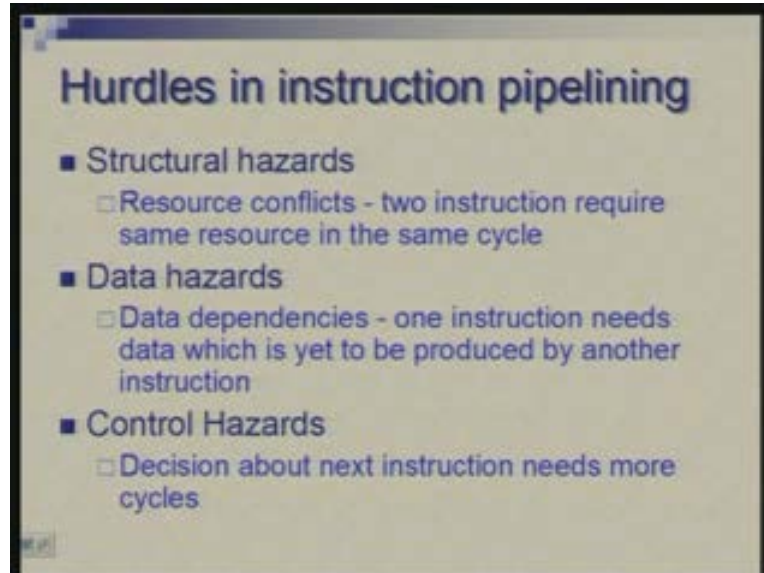 Hurdles in instruction pipelining
Structural hazards
Resource conflicts - two instruction require
same resource in the same cycle
Data hazards
Data dependencies - one instruction needs
data which is yet to be produced by another
instruction
Control Hazards
Decision about next instruction needs more
cycles